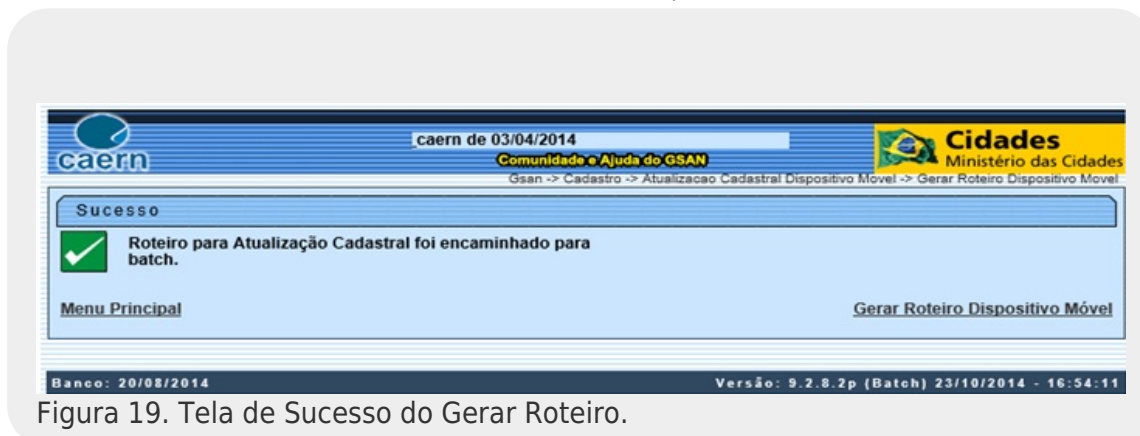 caern
caern de 03/04/2014
Comunidade e Ajuda do GSAN
Cidades
Ministério das Cidades
Gsan -> Cadastro -> Atualizacao Cadastral Dispositivo Movel -> Gerar Roteiro Dispositivo Movel
Sucesso
Roteiro para Atualização Cadastral foi encaminhado para
batch.
Menu Principal
Gerar Roteiro Dispositivo Móvel
Banco: 20/08/2014
Versão: 9.2.8.2p (Batch) 23/10/2014 - 16:54:11
Figura 19. Tela de Sucesso do Gerar Roteiro.